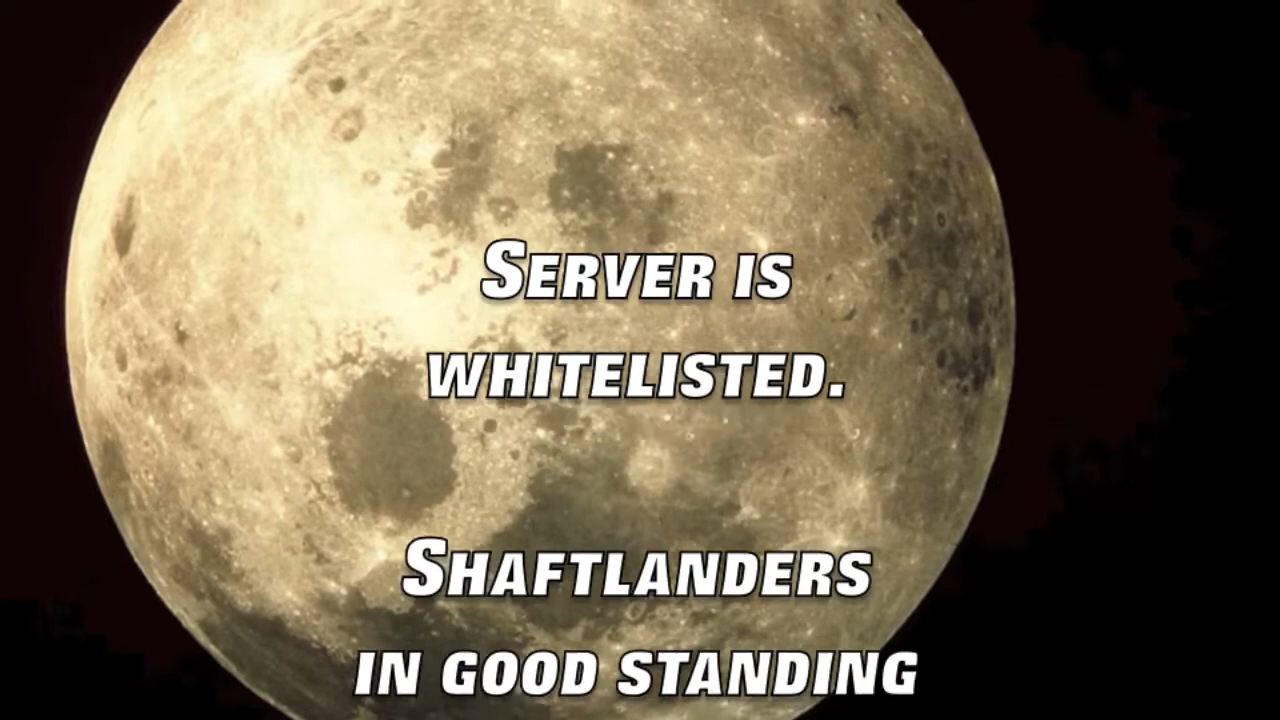 Server is
whitelisted.
Shaftlanders
in good standing